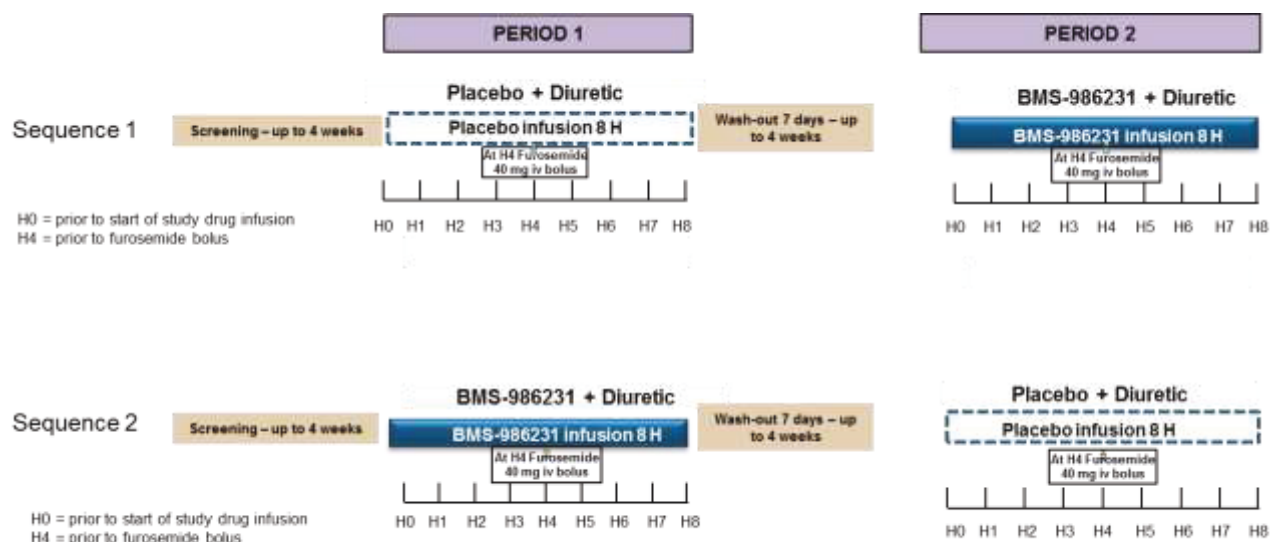 PERIOD 1
PERIOD 2
Placebo + Diuretic
BMS-986231 + Diuretic
Sequence 1
Screening – up to 4 weeks
Placebo infusion 8 H
Wash-out 7 days – up
to 4 weeks
BMS-986231 infusion 8 H
At H4 Furosemide
40 mg iv bolus
At H4 Furosemide
40 mg iv bolus
H0 = prior to start of study drug infusion
H4 = prior to furosemide bolus
H0 H1 H2 H3 H4 H5 H6 H7 H8
H0 H1 H2 H3 H4 H5 H6 H7 H8
BMS-986231 + Diuretic
Placebo + Diuretic
Sequence 2
Screening – up to 4 weeks
BMS-986231 infusion 8 H
Wash-out 7 days – up
to 4 weeks
Placebo infusion 8 H
At H4 Furosemide
40 mg iv bolus
At H4 Furosemide
40 mg iv bolus
H0 = prior to start of study drug infusion
H4 = prior to furosemide bolus
H0 H1 H2 H3 H4 H5 H6 H7 H8
H0 H1 H2 H3 H4 H5 H6 H7 H8